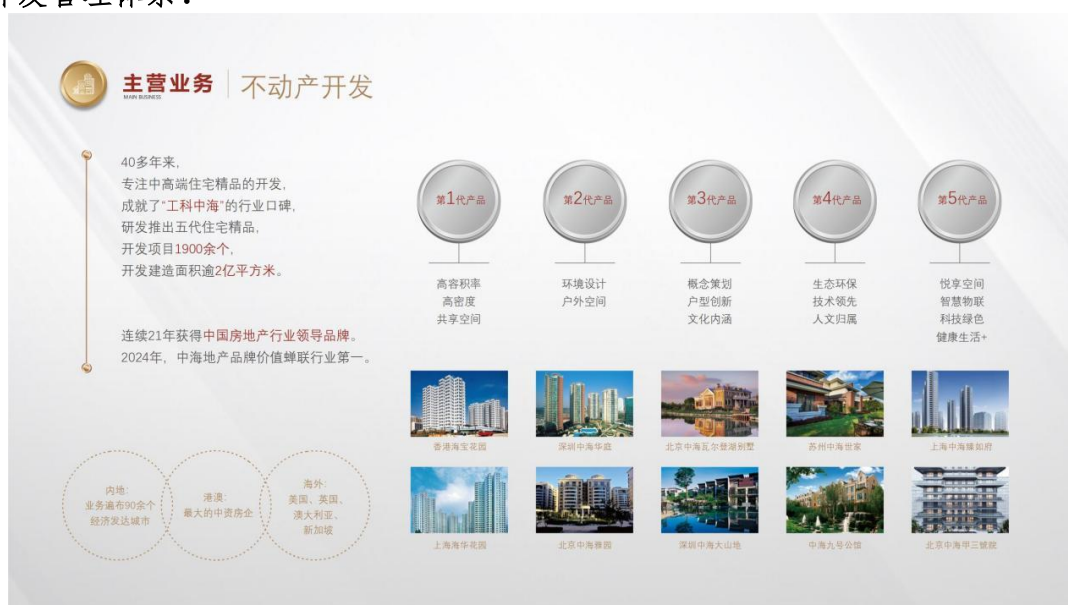 开发管理体系：
主营业务
MAIN BUSINESS
不动产开发
40多年来，
专注中高端住宅精品的开发，
成就了“工科中海”的行业口碑，
研发推出五代住宅精品，
开发项目1900余个，
开发建造面积逾2亿平方米。
连续21年获得中国房地产行业领导品牌。
2024年，中海地产品牌价值蝉联行业第一。
内地：
业务遍布90余个
经济发达城市
港澳：
最大的中资房企
海外：
美国、英国、
澳大利亚、
新加坡
第1代产品
高容积率
高密度
共享空间
第2代产品
环境设计
户外空间
第3代产品
概念策划
户型创新
文化内涵
第4代产品
生态环保
技术领先
人文归属
第5代产品
悦享空间
智慧物联
科技绿色
健康生活+
香港海宝花园
深圳中海华庭
北京中海瓦尔登湖别墅
苏州中海世家
上海中海臻如府
上海海华花园
北京中海雅园
深圳中海大山地
中海九号公馆
北京中海甲三號院